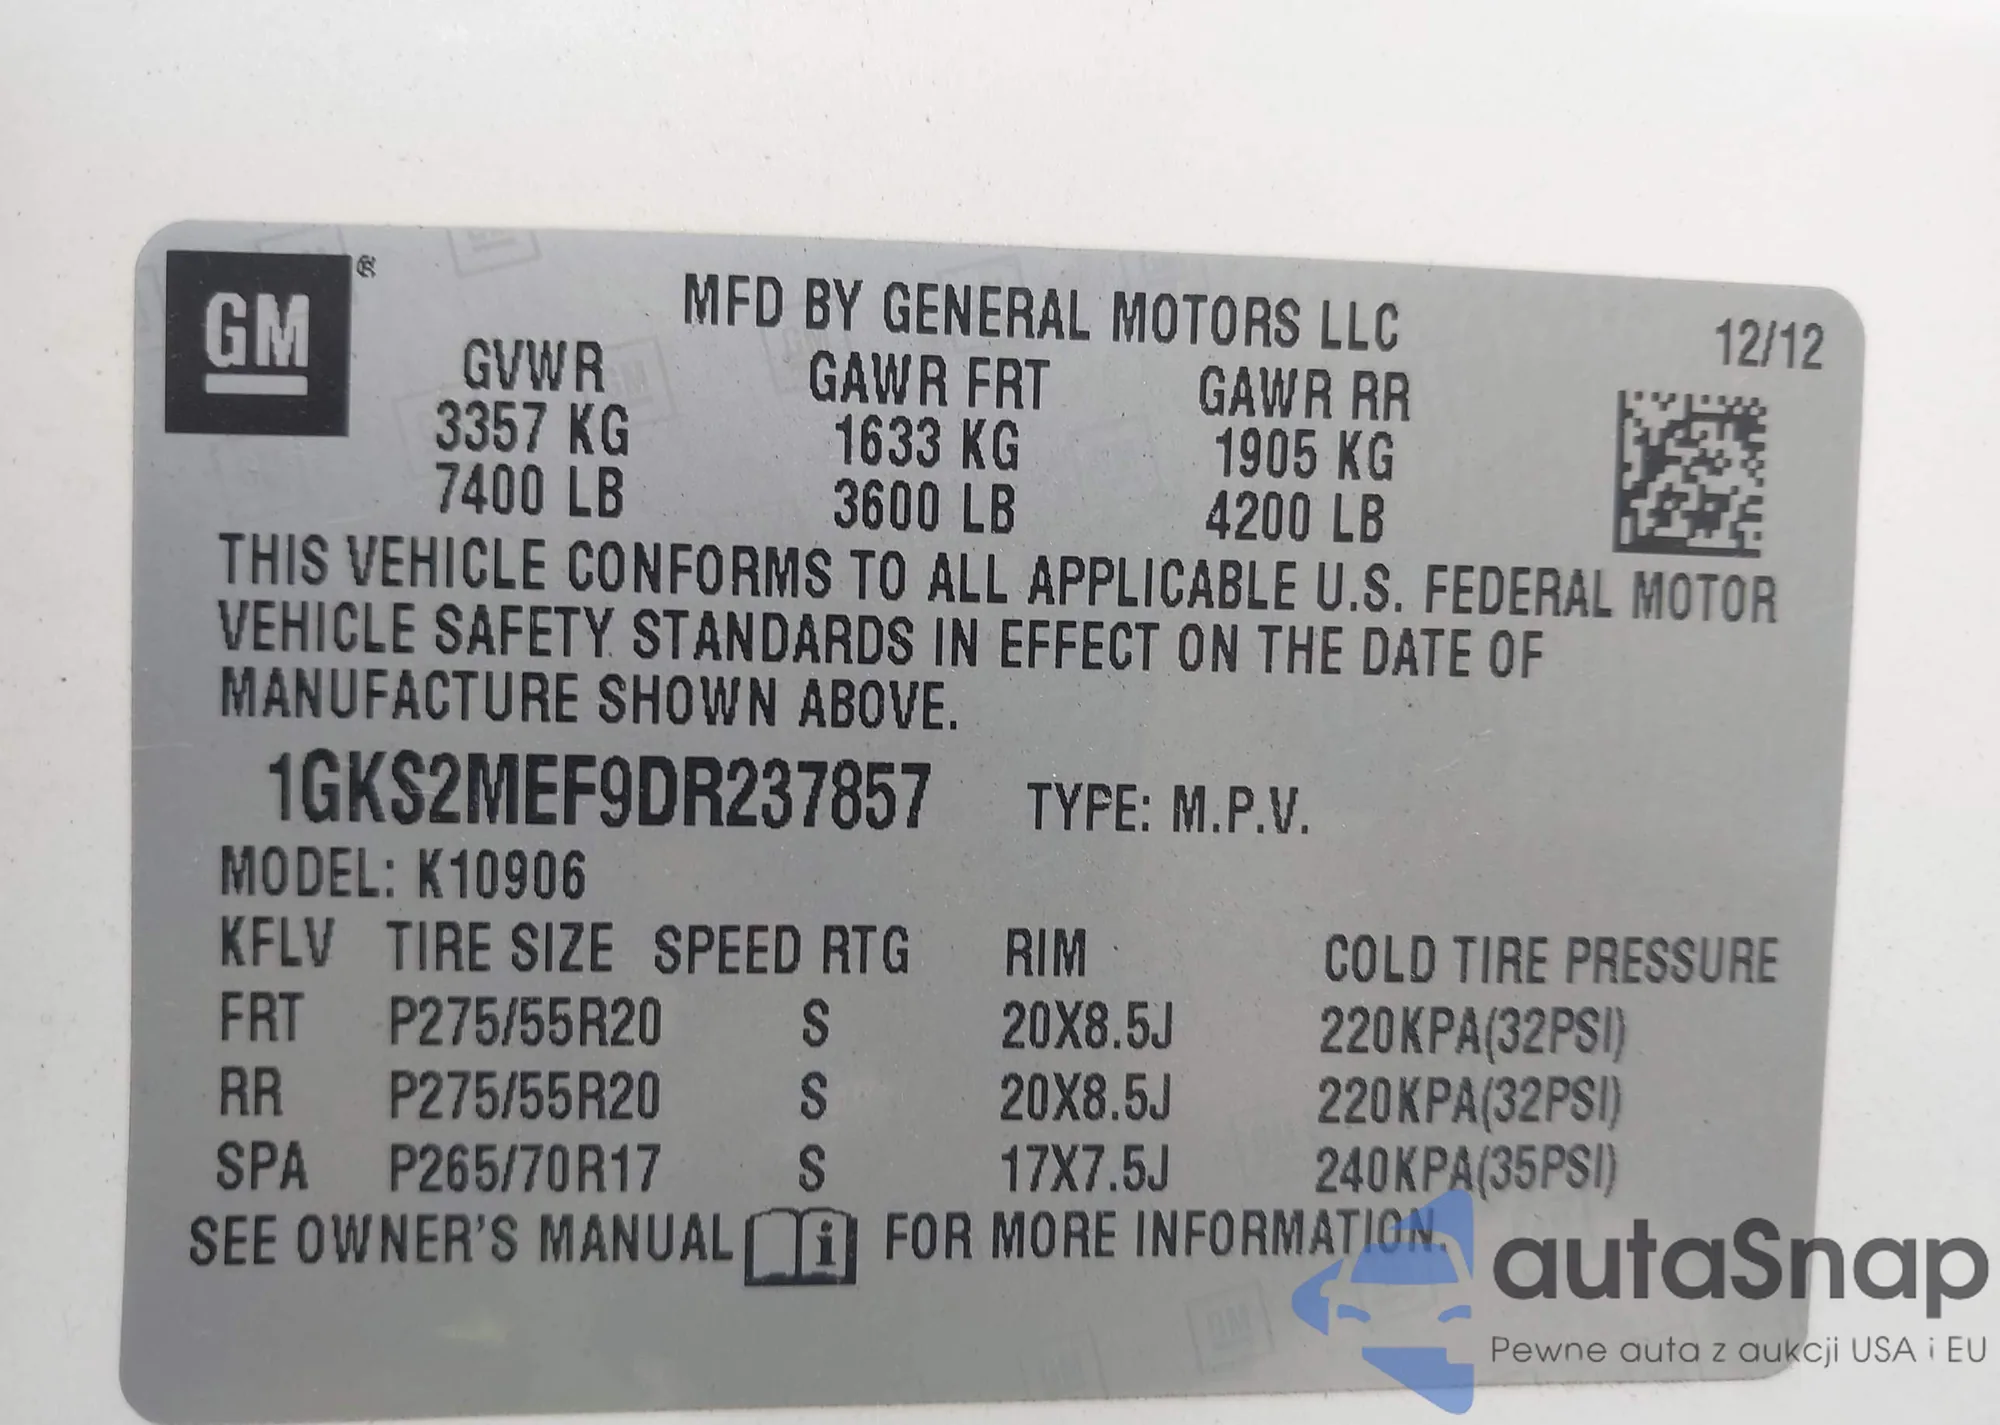 GM®
MFD BY GENERAL MOTORS LLC 12/12
GVWR GAWR FRT GAWR RR
3357 KG 1633 KG 1905 KG
7400 LB 3600 LB 4200 LB
THIS VEHICLE CONFORMS TO ALL APPLICABLE U.S. FEDERAL MOTOR
VEHICLE SAFETY STANDARDS IN EFFECT ON THE DATE OF
MANUFACTURE SHOWN ABOVE.
1GKS2MEF9DR237857 TYPE: M.P.V.
MODEL: K10906
KFLV TIRE SIZE SPEED RTG RIM COLD TIRE PRESSURE
FRT P275/55R20 S 20X8.5J 220KPA(32PSI)
RR P275/55R20 S 20X8.5J 220KPA(32PSI)
SPA P265/70R17 S 17X7.5J 240KPA(35PSI)
SEE OWNER'S MANUAL i FOR MORE INFORMATION.
autaSnap
Pewne auta z aukcji USA i EU